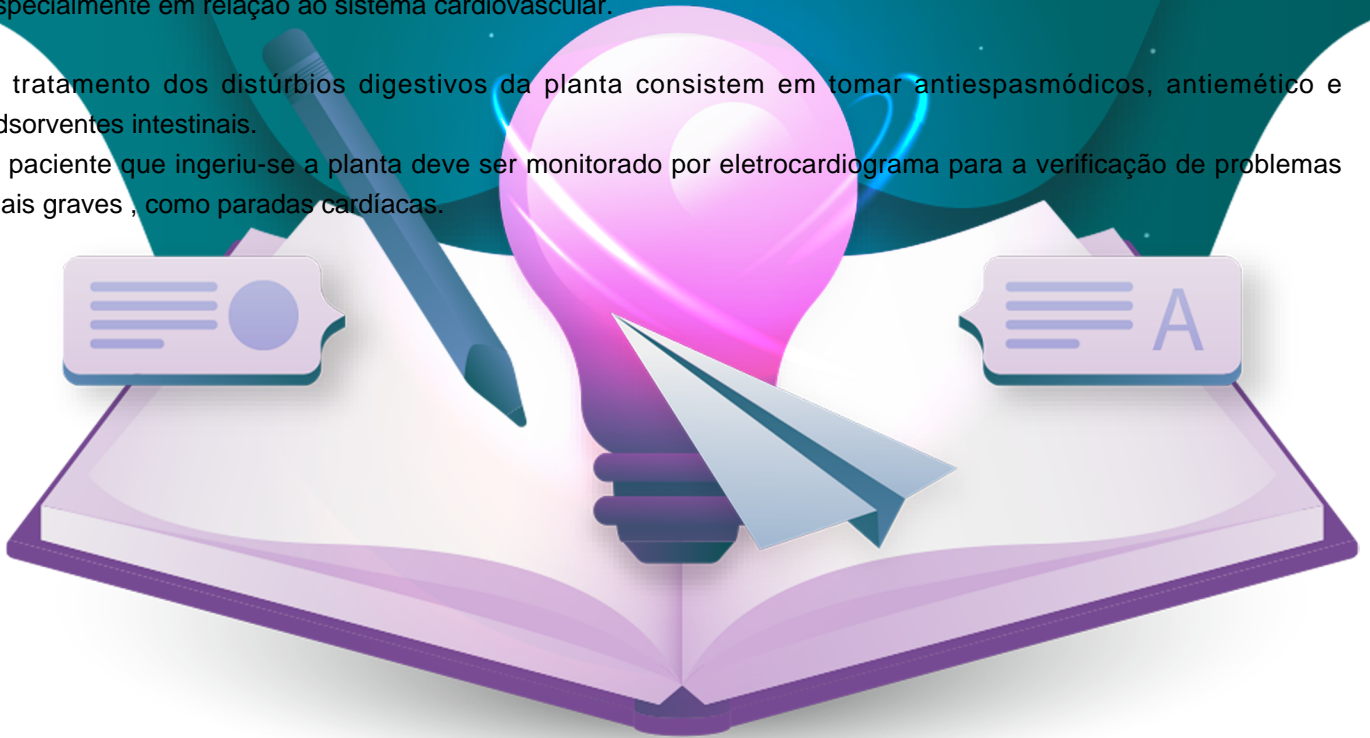 specialmente em relação ao sistema cardiovascular.
tratamento dos distúrbios digestivos da planta consistem em tomar antiespasmódicos, antiemético e
dsorventes intestinais.
paciente que ingeriu-se a planta deve ser monitorado por eletrocardiograma para a verificação de problemas
ais graves , como paradas cardíacas.
A